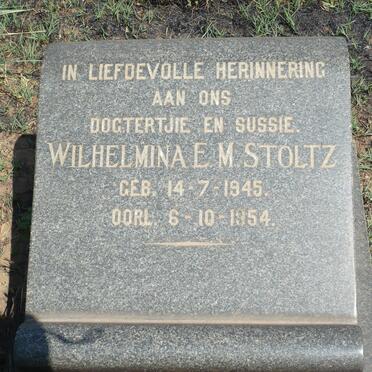 IN LIEFDEVOLLE HERINNERING
AAN ONS
DOGTERTJIE EN SUSSIE.
WILHELMINA E. M. STOLTZ
GEB. 14-7-1945.
OORL. 6-10-1954.